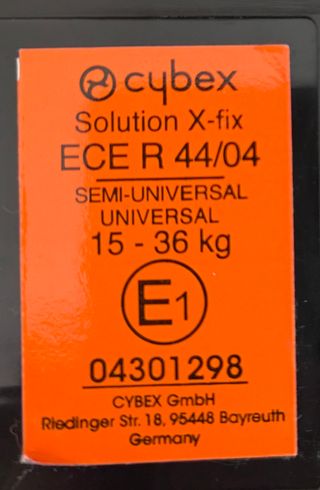 cybex
Solution X-fix
ECE R 44/04
SEMI-UNIVERSAL
UNIVERSAL
15 - 36 kg
E1
04301298
CYBEX GmbH
Riedinger Str. 18, 95448 Bayreuth
Germany